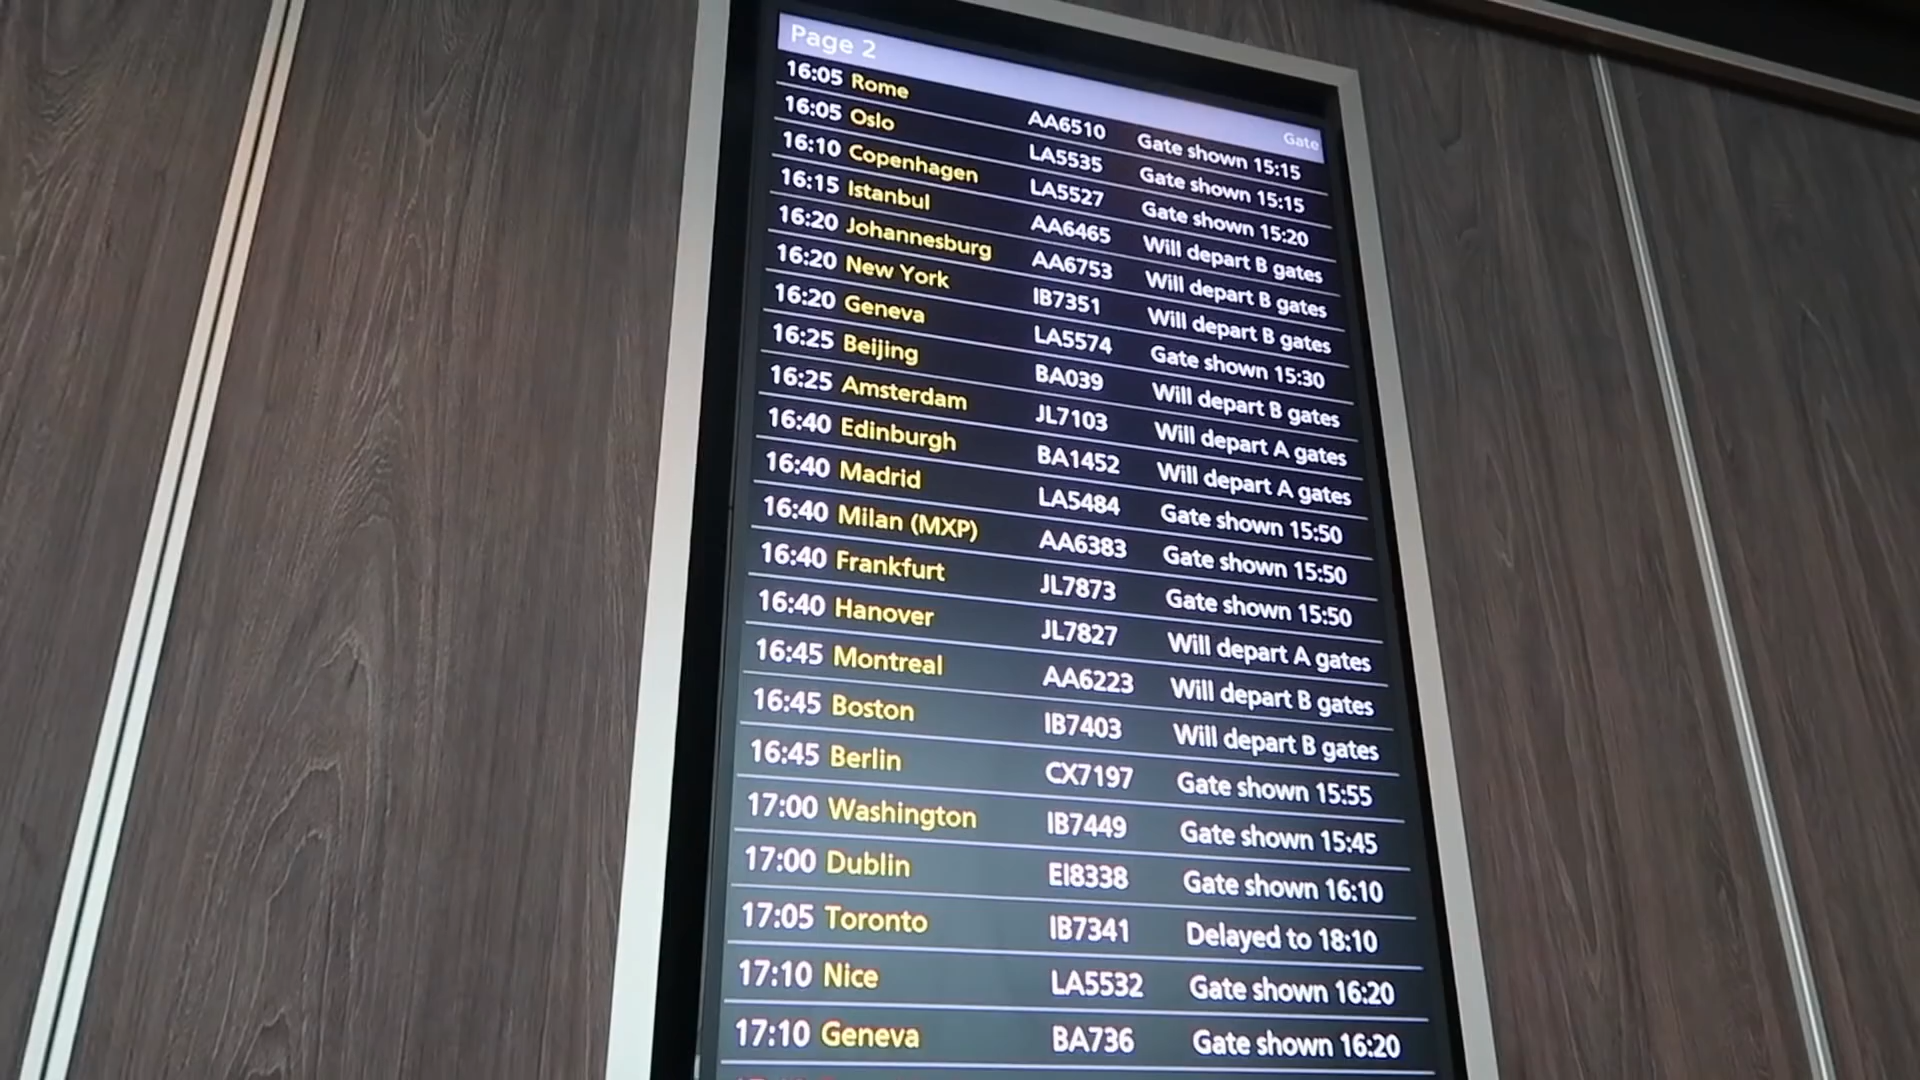 Page 2
Gate
16:05 Rome AA6510 Gate shown 15:15
16:05 Oslo LA5535 Gate shown 15:15
16:10 Copenhagen LA5527 Gate shown 15:20
16:15 Istanbul AA6465 Will depart B gates
16:20 Johannesburg AA6753 Will depart B gates
16:20 New York IB7351 Will depart B gates
16:20 Geneva LA5574 Gate shown 15:30
16:25 Beijing BA039 Will depart B gates
16:25 Amsterdam JL7103 Will depart A gates
16:40 Edinburgh BA1452 Will depart A gates
16:40 Madrid LA5484 Gate shown 15:50
16:40 Milan (MXP) AA6383 Gate shown 15:50
16:40 Frankfurt JL7873 Gate shown 15:50
16:40 Hanover JL7827 Will depart A gates
16:45 Montreal AA6223 Will depart B gates
16:45 Boston IB7403 Will depart B gates
16:45 Berlin CX7197 Gate shown 15:55
17:00 Washington IB7449 Gate shown 15:45
17:00 Dublin EI8338 Gate shown 16:10
17:05 Toronto IB7341 Delayed to 18:10
17:10 Nice LA5532 Gate shown 16:20
17:10 Geneva BA736 Gate shown 16:20